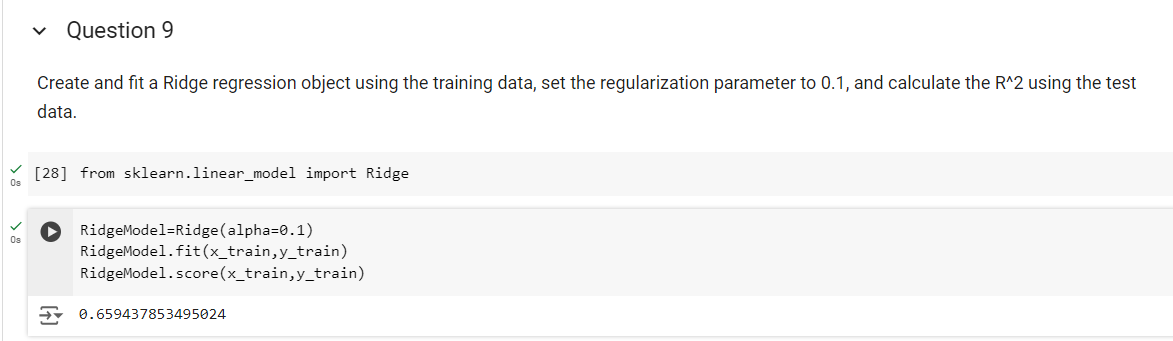 Question 9
Create and fit a Ridge regression object using the training data, set the regularization parameter to 0.1, and calculate the R^2 using the test
data.
[28] from sklearn.linear_model import Ridge
0s
RidgeModel=Ridge(alpha=0.1)
0s
RidgeModel.fit(x_train,y_train)
RidgeModel.score(x_train,y_train)
0.659437853495024